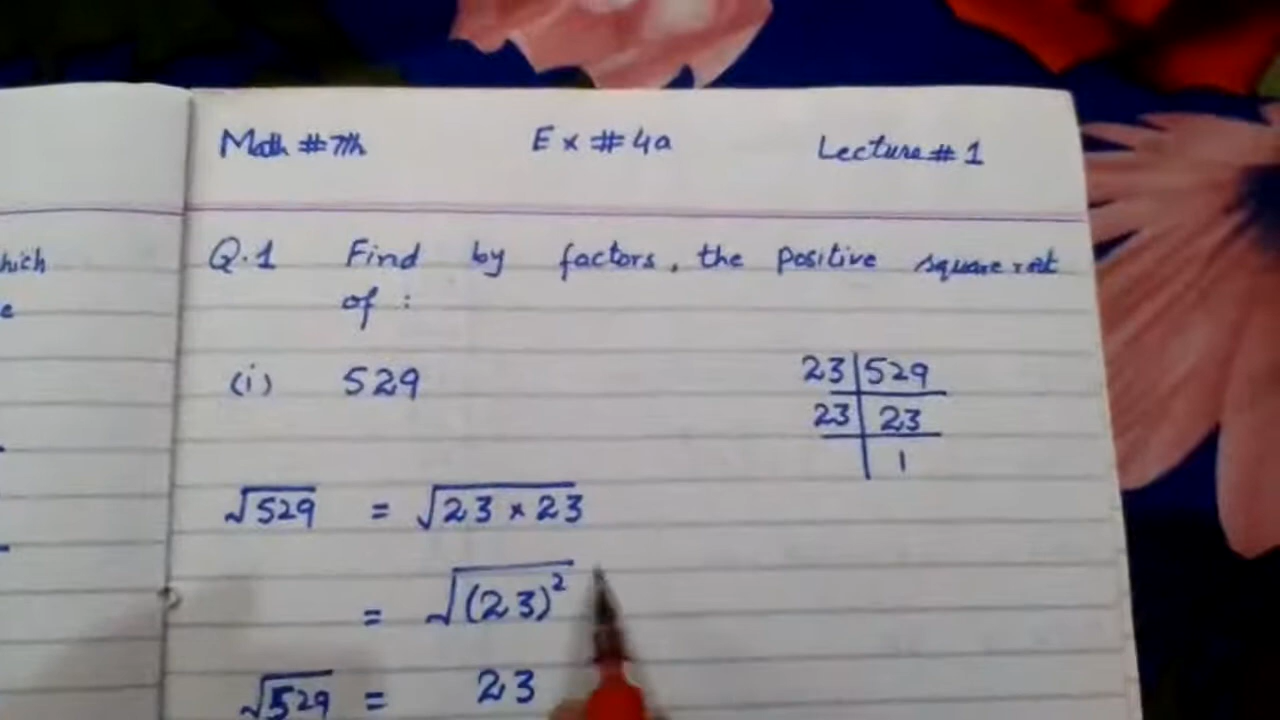 Math # 7th Ex # 4a Lecture # 1
hich
e
Q.1 Find by factors, the positive square root
of :
(i) 529
23 529
23 23
1
√529 = √23 × 23
= √(23)²
√529 = 23